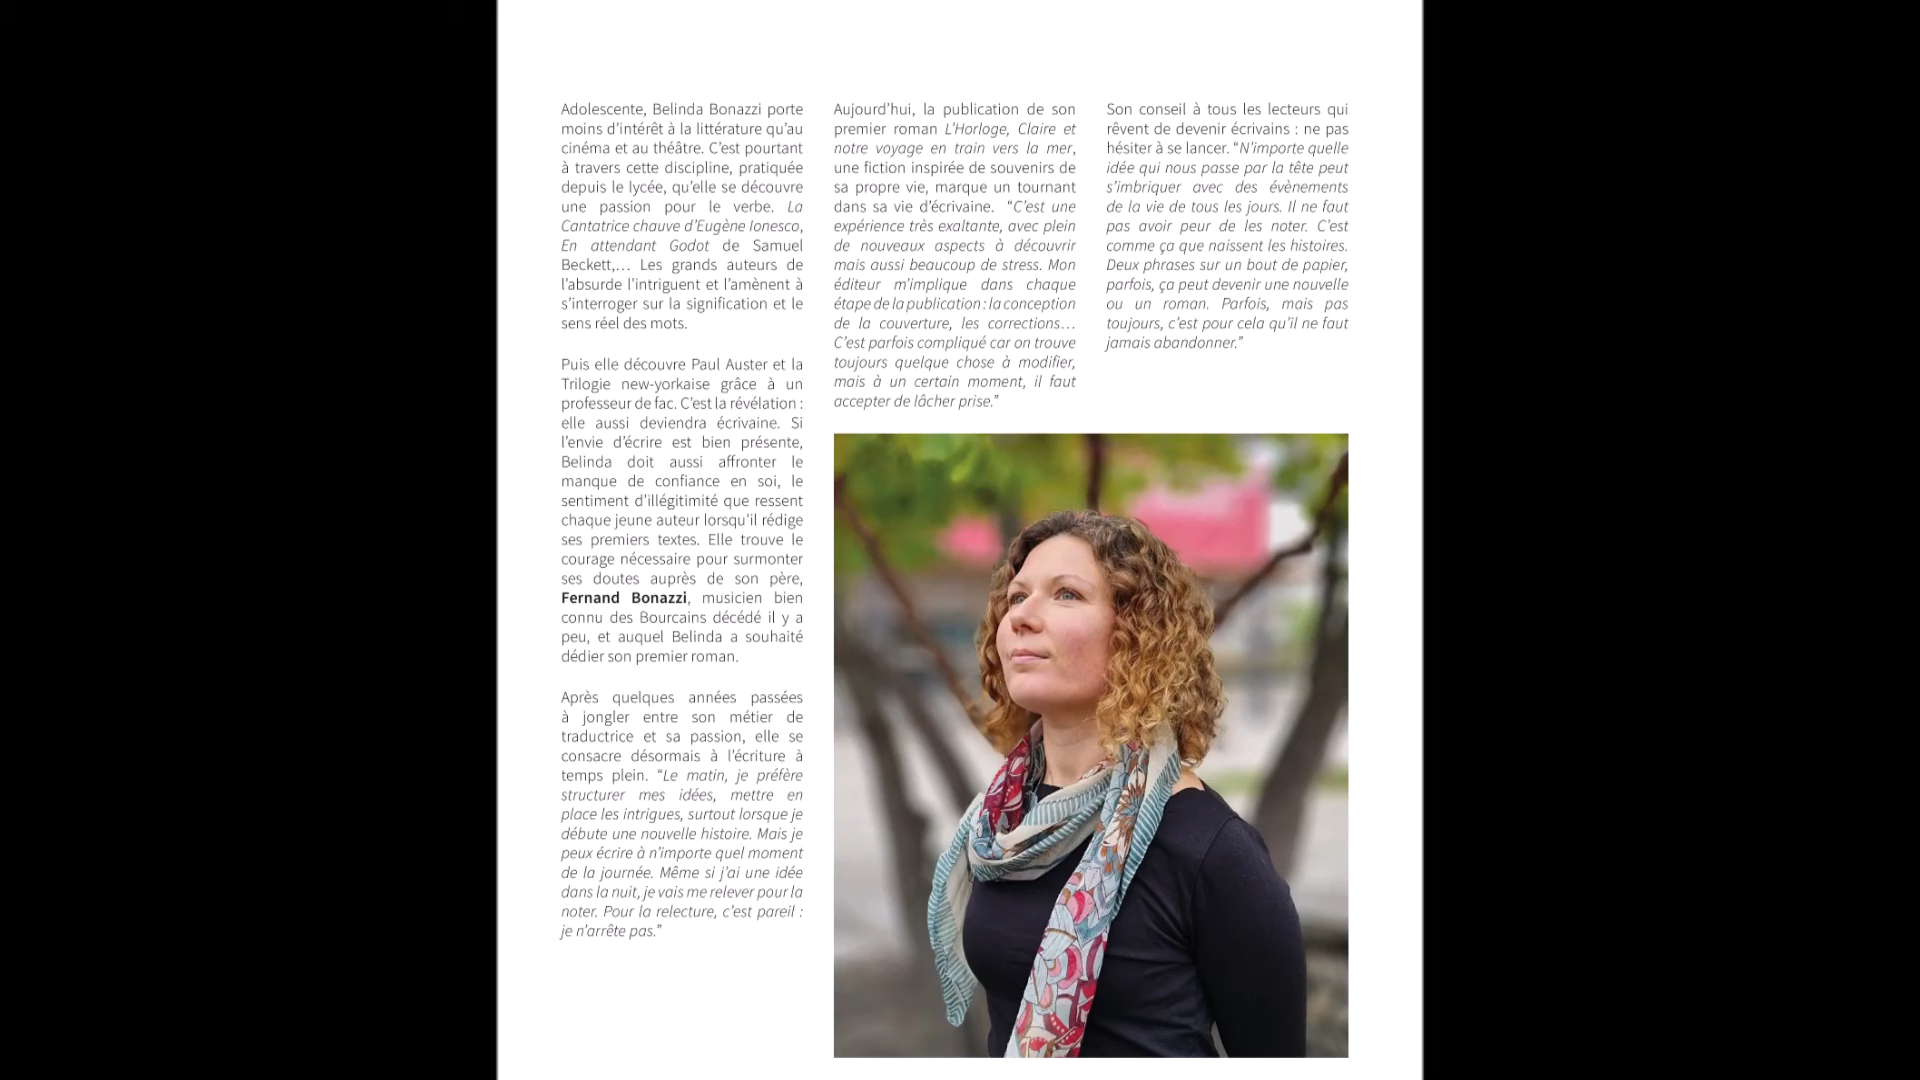 Adolescente, Belinda Bonazzi porte
moins d’intérêt à la littérature qu’au
cinéma et au théâtre. C’est pourtant
à travers cette discipline, pratiquée
depuis le lycée, qu’elle se découvre
une passion pour le verbe. La
Cantatrice chauve d’Eugène Ionesco,
En attendant Godot de Samuel
Beckett,… Les grands auteurs de
l’absurde l’intriguent et l’amènent à
s’interroger sur la signification et le
sens réel des mots.
Puis elle découvre Paul Auster et la
Trilogie new-yorkaise grâce à un
professeur de fac. C’est la révélation :
elle aussi deviendra écrivaine. Si
l’envie d’écrire est bien présente,
Belinda doit aussi affronter le
manque de confiance en soi, le
sentiment d’illégitimité que ressent
chaque jeune auteur lorsqu’il rédige
ses premiers textes. Elle trouve le
courage nécessaire pour surmonter
ses doutes auprès de son père,
Fernand Bonazzi, musicien bien
connu des Bourcains décédé il y a
peu, et auquel Belinda a souhaité
dédier son premier roman.
Après quelques années passées
à jongler entre son métier de
traductrice et sa passion, elle se
consacre désormais à l’écriture à
temps plein. “Le matin, je préfère
structurer mes idées, mettre en
place les intrigues, surtout lorsque je
débute une nouvelle histoire. Mais je
peux écrire à n’importe quel moment
de la journée. Même si j’ai une idée
dans la nuit, je vais me relever pour la
noter. Pour la relecture, c’est pareil :
je n’arrête pas.”
Aujourd’hui, la publication de son
premier roman L’Horloge, Claire et
notre voyage en train vers la mer,
une fiction inspirée de souvenirs de
sa propre vie, marque un tournant
dans sa vie d’écrivaine. “C’est une
expérience très exaltante, avec plein
de nouveaux aspects à découvrir
mais aussi beaucoup de stress. Mon
éditeur m’implique dans chaque
étape de la publication : la conception
de la couverture, les corrections…
C’est parfois compliqué car on trouve
toujours quelque chose à modifier,
mais à un certain moment, il faut
accepter de lâcher prise.”
Son conseil à tous les lecteurs qui
rêvent de devenir écrivains : ne pas
hésiter à se lancer. “N’importe quelle
idée qui nous passe par la tête peut
s’imbriquer avec des évènements
de la vie de tous les jours. Il ne faut
pas avoir peur de les noter. C’est
comme ça que naissent les histoires.
Deux phrases sur un bout de papier,
parfois, ça peut devenir une nouvelle
ou un roman. Parfois, mais pas
toujours, c’est pour cela qu’il ne faut
jamais abandonner.”